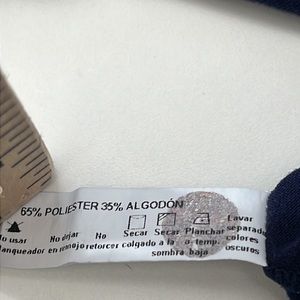 65% POLIESTER 35% ALGODÓN
No usar No dejar No Secar Secar Planchar Lavar
blanqueador en remojo retorcer colgado a la o temp. separado
sombra baja colores
oscuros